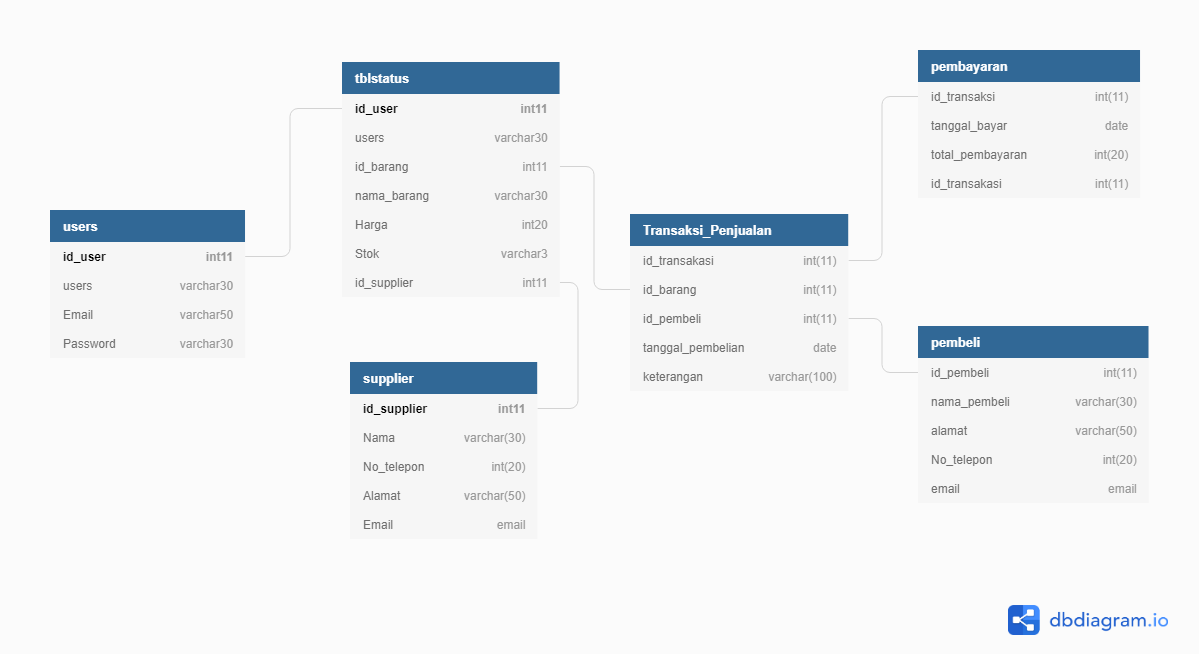 users
id_user int11
users varchar30
Email varchar50
Password varchar30
tblstatus
id_user int11
users varchar30
id_barang int11
nama_barang varchar30
Harga int20
Stok varchar3
id_supplier int11
supplier
id_supplier int11
Nama varchar(30)
No_telepon int(20)
Alamat varchar(50)
Email email
Transaksi_Penjualan
id_transakasi int(11)
id_barang int(11)
id_pembeli int(11)
tanggal_pembelian date
keterangan varchar(100)
pembayaran
id_transaksi int(11)
tanggal_bayar date
total_pembayaran int(20)
id_transakasi int(11)
pembeli
id_pembeli int(11)
nama_pembeli varchar(30)
alamat varchar(50)
No_telepon int(20)
email email
dbdiagram.io